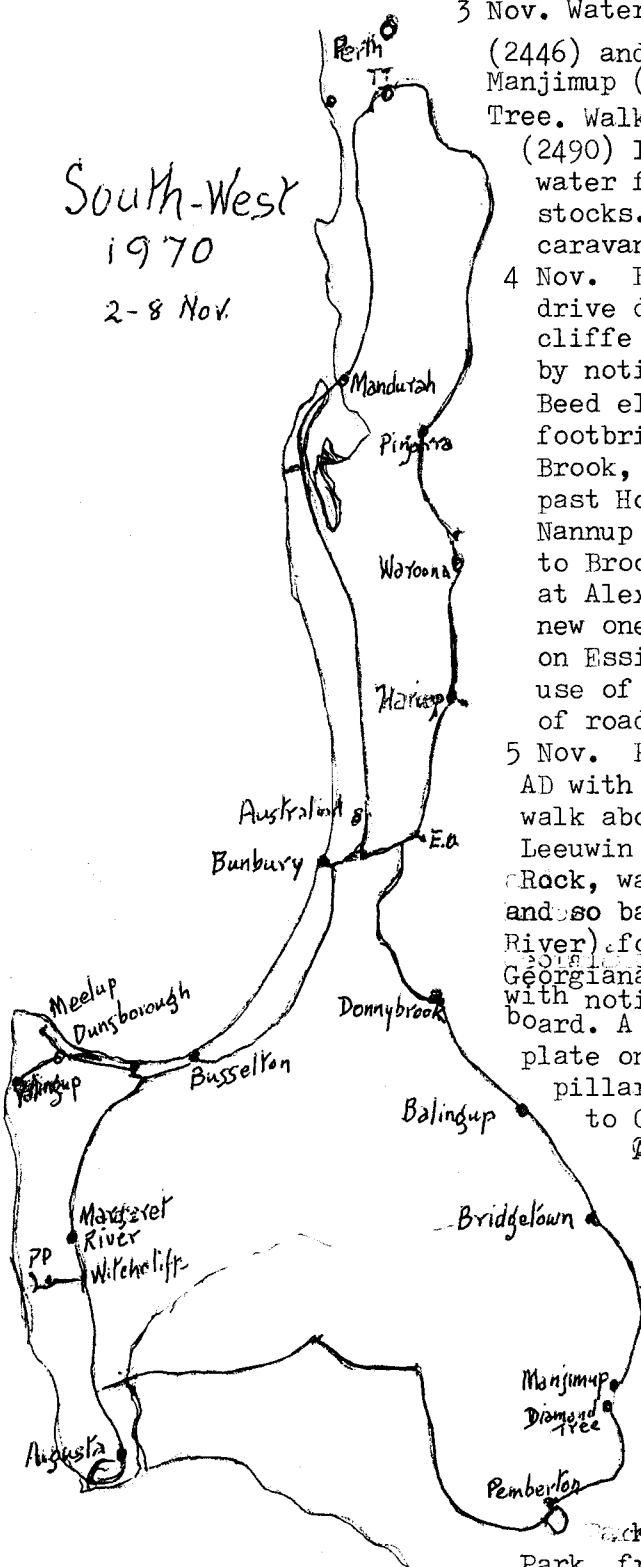 South-West
1970
2-8 Nov.
Perth
TT
Mandurah
Pinjarra
Waroona
Harvey
Australind
E.a
Bunbury
Meelup
Dunsborough
Yalingup
Busselton
Donnybrook
Balingup
Bridgetown
Margaret
River
PP
Witchclift
Manjimup
Diamond
Tree
Augusta
Pemberton
3 Nov. Water
(2446) and
Manjimup (
Tree. Walk
(2490)
water f
stocks.
caravan
4 Nov.
drive
cliffe
by noti
Beed el
footbri
Brook,
past Ho
Nannup
to Broo
at Alex
new one
on Essi
use of
of road
5 Nov.
AD with
walk abo
Leeuwin
Rock, wa
and so ba
River) fo
Georgiana
with noti
board. A
plate on
pillar
to
Park fr